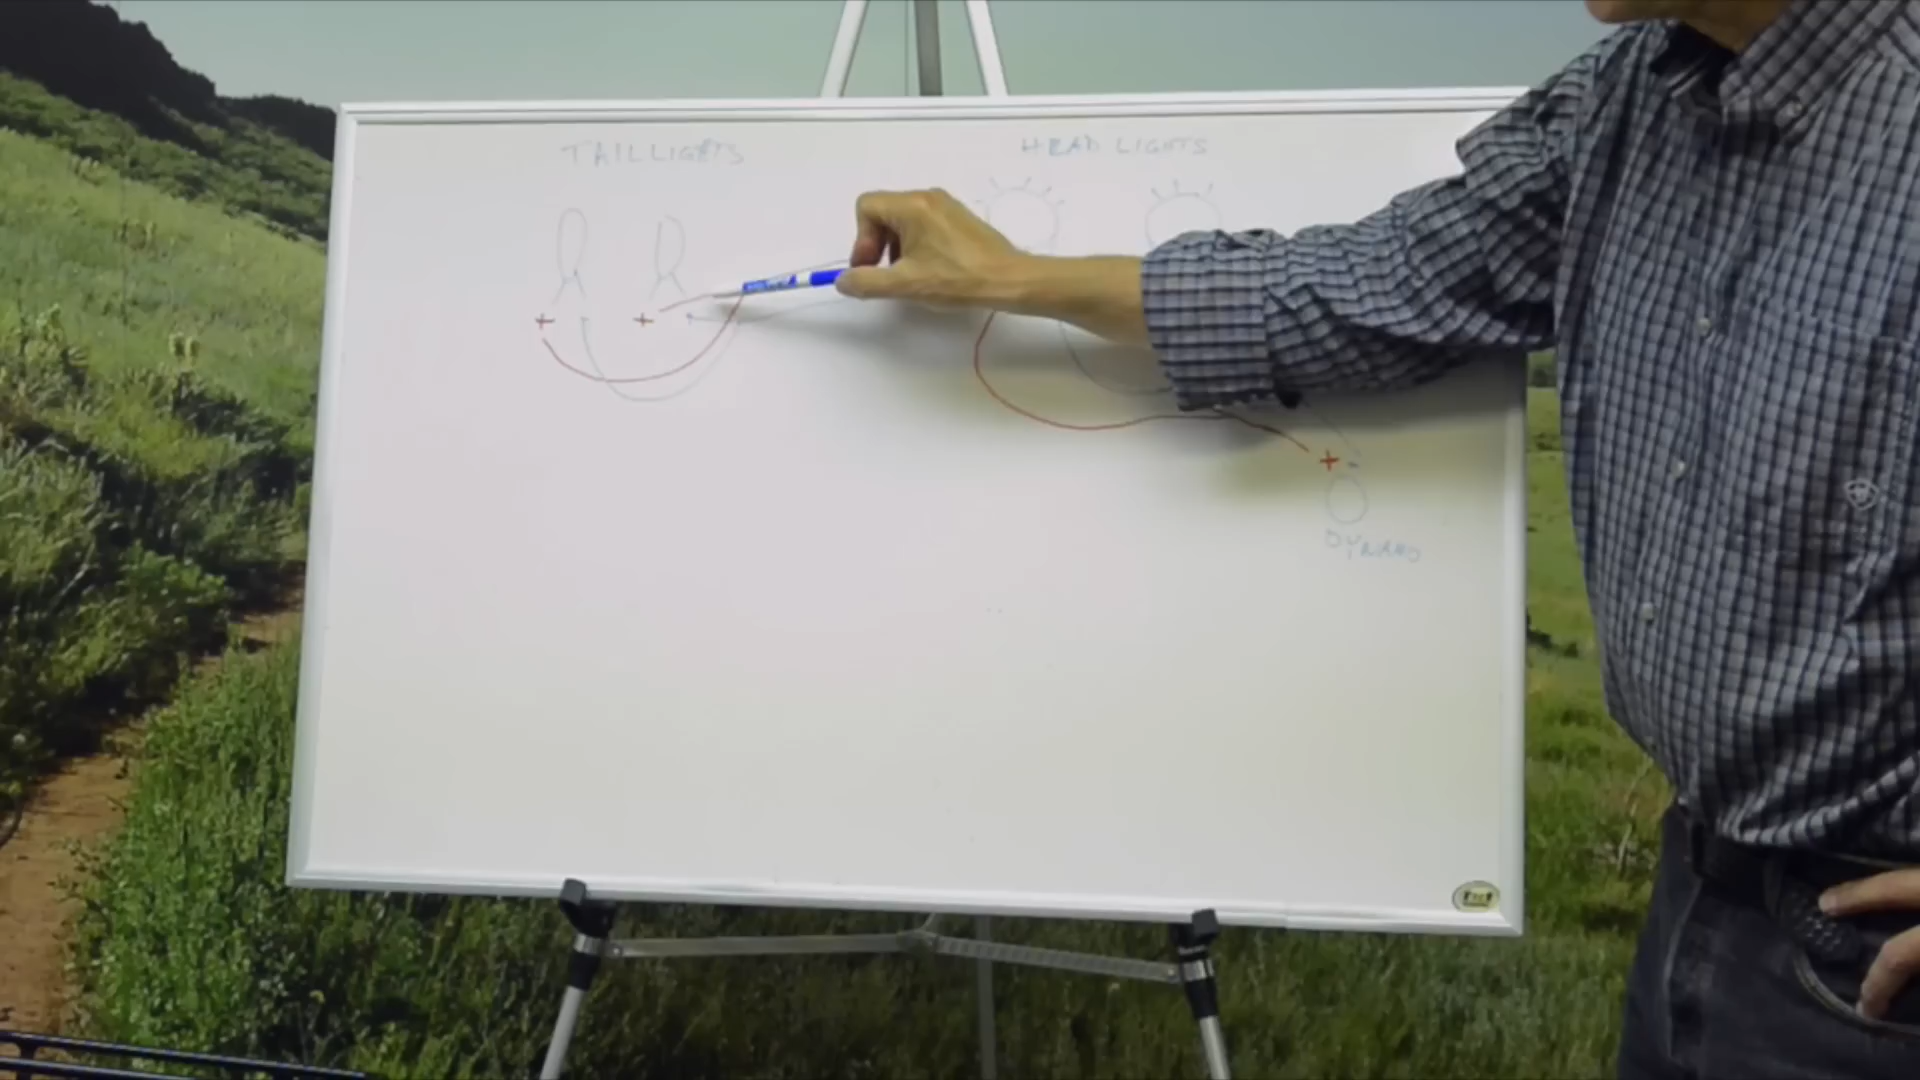 TAILLIGHTS
HEAD LIGHTS
+
+
+ -
DYNAMO